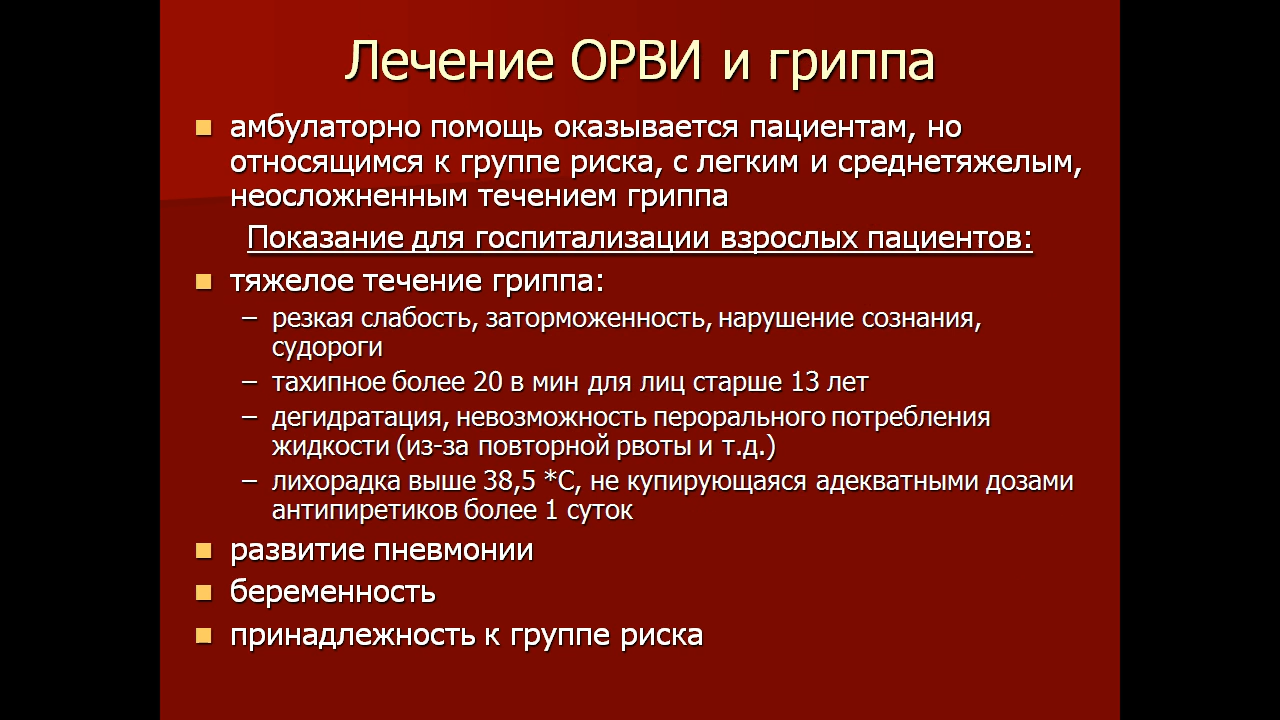 Лечение ОРВИ и гриппа
амбулаторно помощь оказывается пациентам, но
относящимся к группе риска, с легким и среднетяжелым,
неосложненным течением гриппа
Показание для госпитализации взрослых пациентов:
тяжелое течение гриппа:
– резкая слабость, заторможенность, нарушение сознания,
судороги
– тахипное более 20 в мин для лиц старше 13 лет
– дегидратация, невозможность перорального потребления
жидкости (из-за повторной рвоты и т.д.)
– лихорадка выше 38,5 *С, не купирующаяся адекватными дозами
антипиретиков более 1 суток
развитие пневмонии
беременность
принадлежность к группе риска